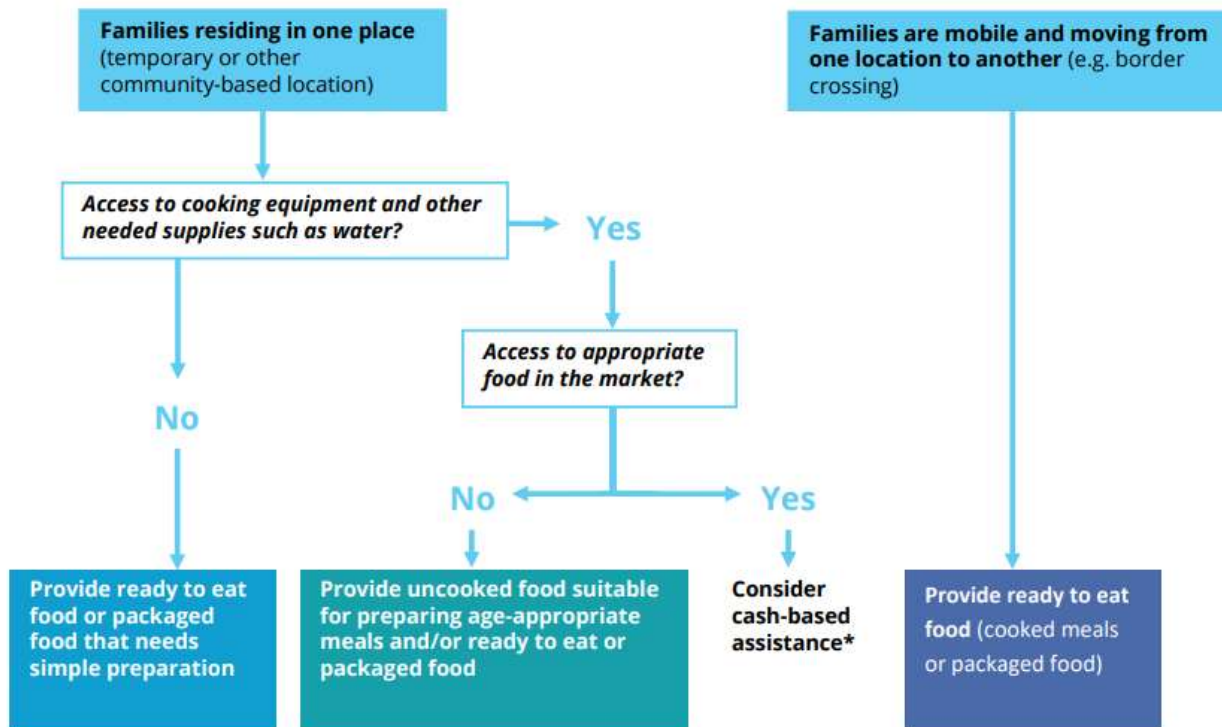 Families residing in one place
(temporary or other
community-based location)
Families are mobile and moving from
one location to another (e.g. border
crossing)
Access to cooking equipment and other
needed supplies such as water?
Yes
Access to appropriate
food in the market?
No
No
Yes
Provide ready to eat
food or packaged
food that needs
simple preparation
Provide uncooked food suitable
for preparing age-appropriate
meals and/or ready to eat or
packaged food
Consider
cash-based
assistance*
Provide ready to eat
food (cooked meals
or packaged food)